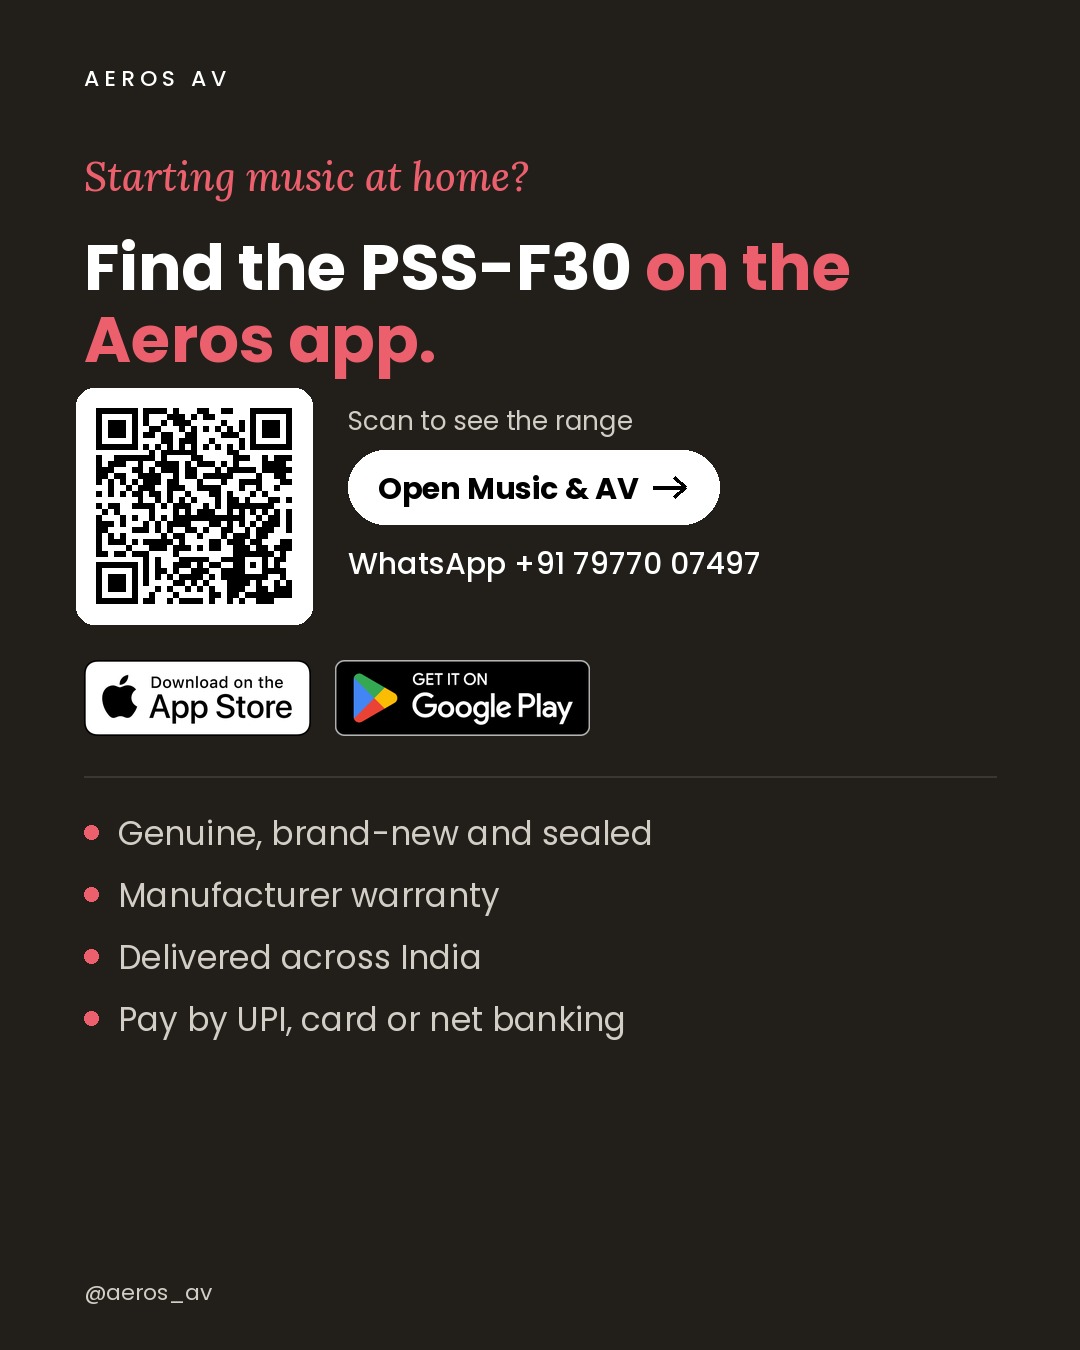 AEROS AV
Starting music at home?
Find the PSS-F30 on the
Aeros app.
Scan to see the range
Open Music & AV →
WhatsApp +91 79770 07497
Download on the
App Store
GET IT ON
Google Play
Genuine, brand-new and sealed
Manufacturer warranty
Delivered across India
Pay by UPI, card or net banking
@aeros_av